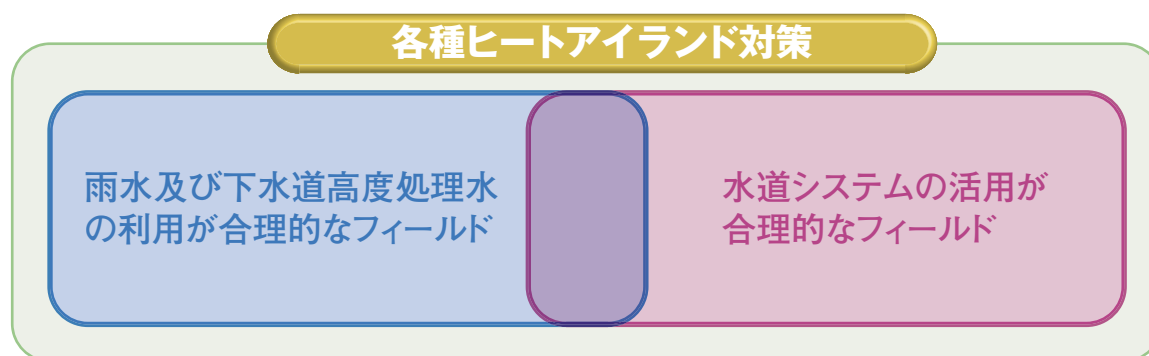 各種ヒートアイランド対策
雨水及び下水道高度処理水
の利用が合理的なフィールド
水道システムの活用が
合理的なフィールド